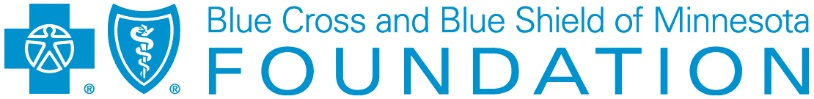 Blue Cross and Blue Shield of Minnesota
® ® FOUNDATION